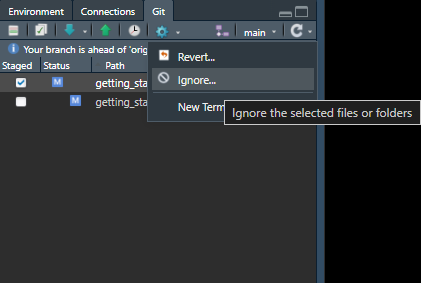 Environment Connections Git
main
Your branch is ahead of 'orig
Revert...
Staged Status Path
M getting_sta
Ignore...
M getting_sta
New Term
Ignore the selected files or folders